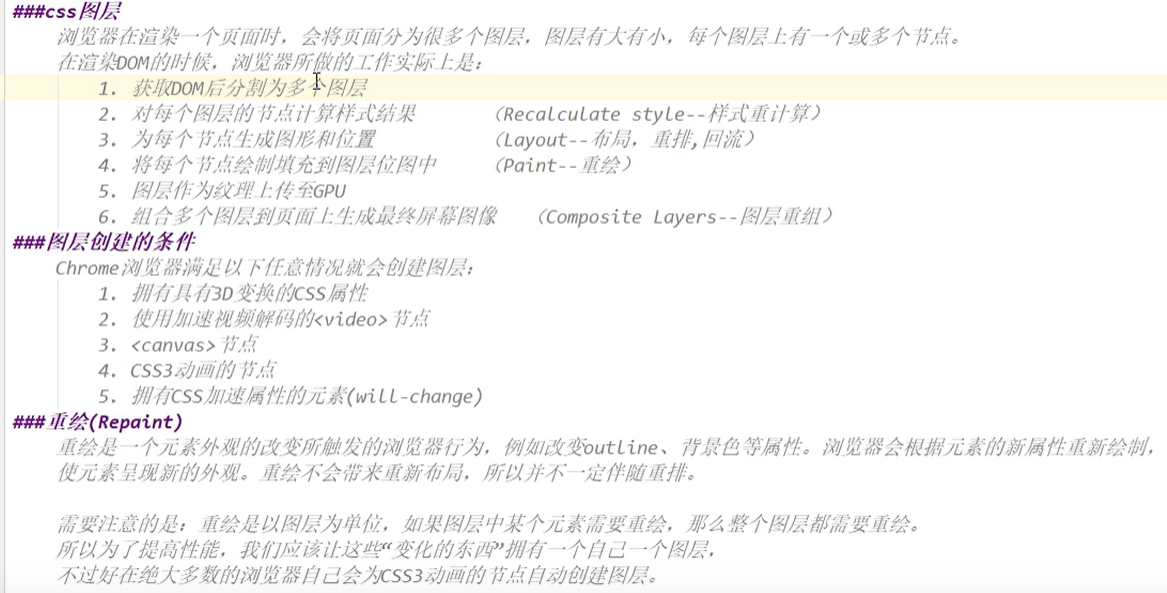 ###css图层
浏览器在渲染一个页面时，会将页面分为很多个图层，图层有大有小，每个图层上有一个或多个节点。
在渲染DOM的时候，浏览器所做的工作实际上是：
1. 获取DOM后分割为多个图层
2. 对每个图层的节点计算样式结果 （Recalculate style--样式重计算）
3. 为每个节点生成图形和位置 （Layout--布局，重排,回流）
4. 将每个节点绘制填充到图层位图中 （Paint--重绘）
5. 图层作为纹理上传至GPU
6. 组合多个图层到页面上生成最终屏幕图像 （Composite Layers--图层重组）
###图层创建的条件
Chrome浏览器满足以下任意情况就会创建图层：
1. 拥有具有3D变换的CSS属性
2. 使用加速视频解码的<video>节点
3. <canvas>节点
4. CSS3动画的节点
5. 拥有CSS加速属性的元素(will-change)
###重绘(Repaint)
重绘是一个元素外观的改变所触发的浏览器行为，例如改变outline、背景色等属性。浏览器会根据元素的新属性重新绘制，
使元素呈现新的外观。重绘不会带来重新布局，所以并不一定伴随重排。
需要注意的是：重绘是以图层为单位，如果图层中某个元素需要重绘，那么整个图层都需要重绘。
所以为了提高性能，我们应该让这些“变化的东西”拥有一个自己一个图层，
不过好在绝大多数的浏览器自己会为CSS3动画的节点自动创建图层。